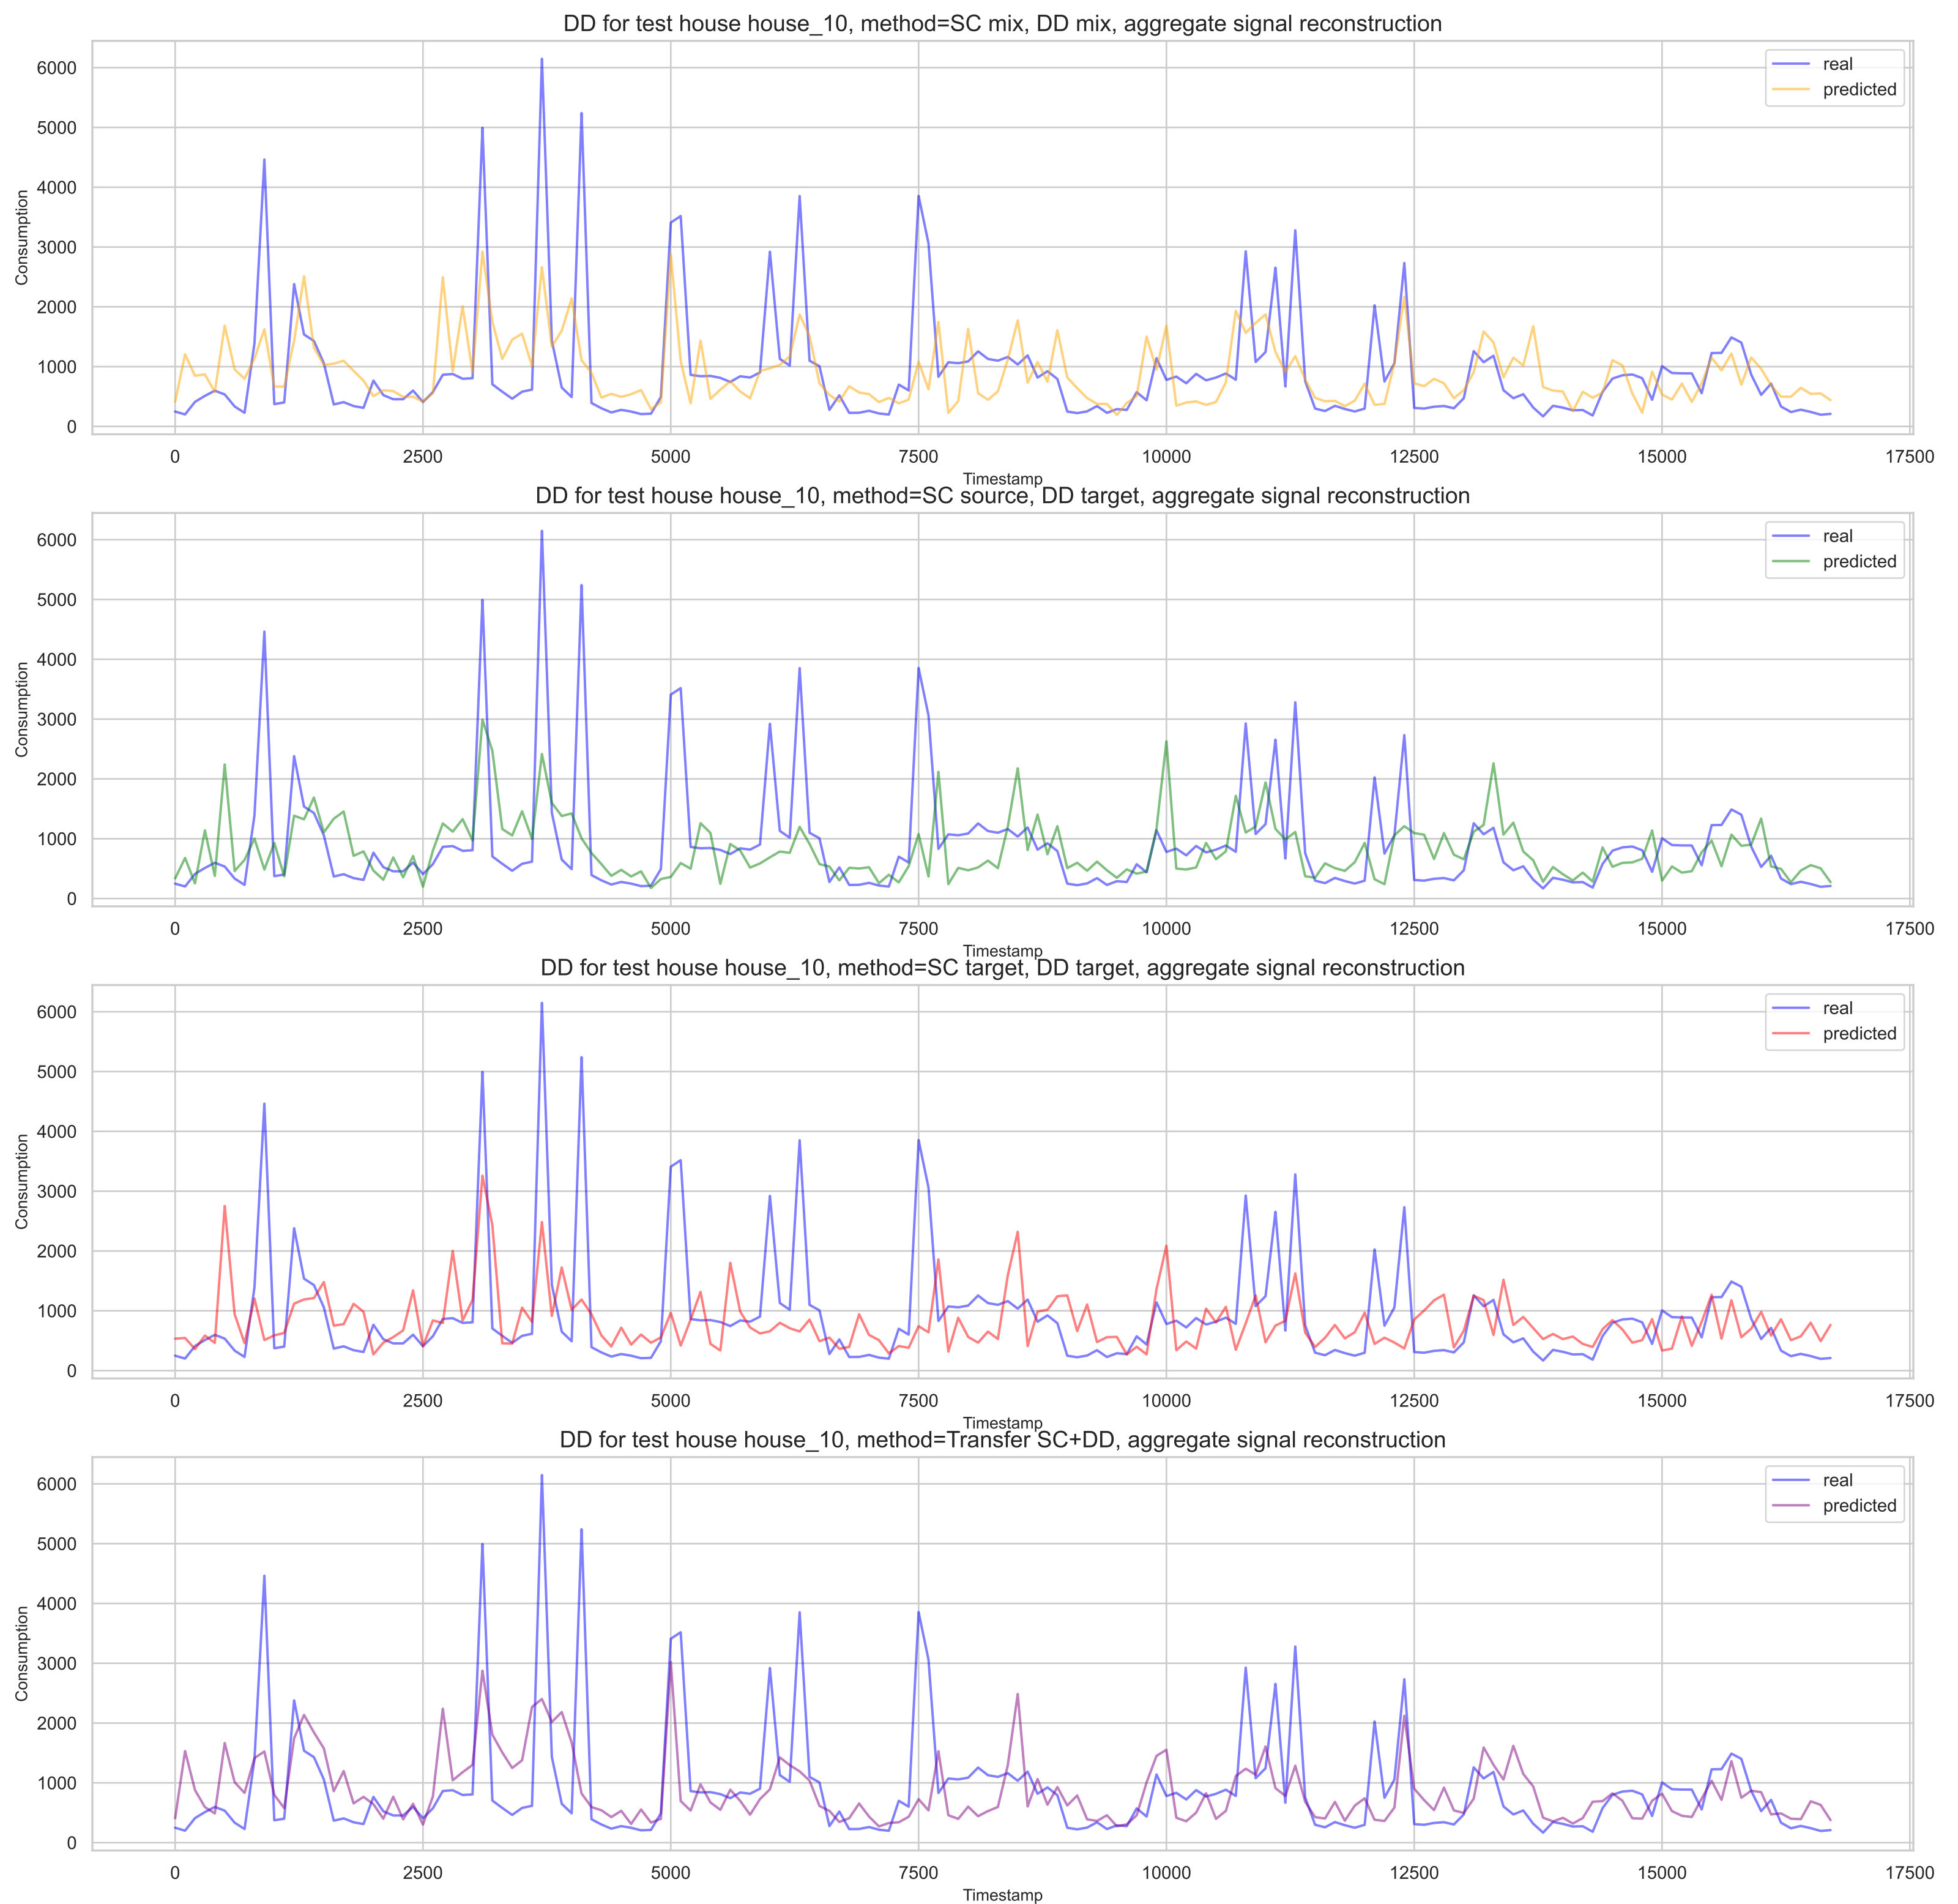 DD for test house house_10, method=SC mix, DD mix, aggregate signal reconstruction
real
predicted
6000
5000
4000
3000
2000
1000
0
Consumption
0 2500 5000 7500 10000 12500 15000 17500
Timestamp
DD for test house house_10, method=SC source, DD target, aggregate signal reconstruction
real
predicted
6000
5000
4000
3000
2000
1000
0
Consumption
0 2500 5000 7500 10000 12500 15000 17500
Timestamp
DD for test house house_10, method=SC target, DD target, aggregate signal reconstruction
real
predicted
6000
5000
4000
3000
2000
1000
0
Consumption
0 2500 5000 7500 10000 12500 15000 17500
Timestamp
DD for test house house_10, method=Transfer SC+DD, aggregate signal reconstruction
real
predicted
6000
5000
4000
3000
2000
1000
0
Consumption
0 2500 5000 7500 10000 12500 15000 17500
Timestamp